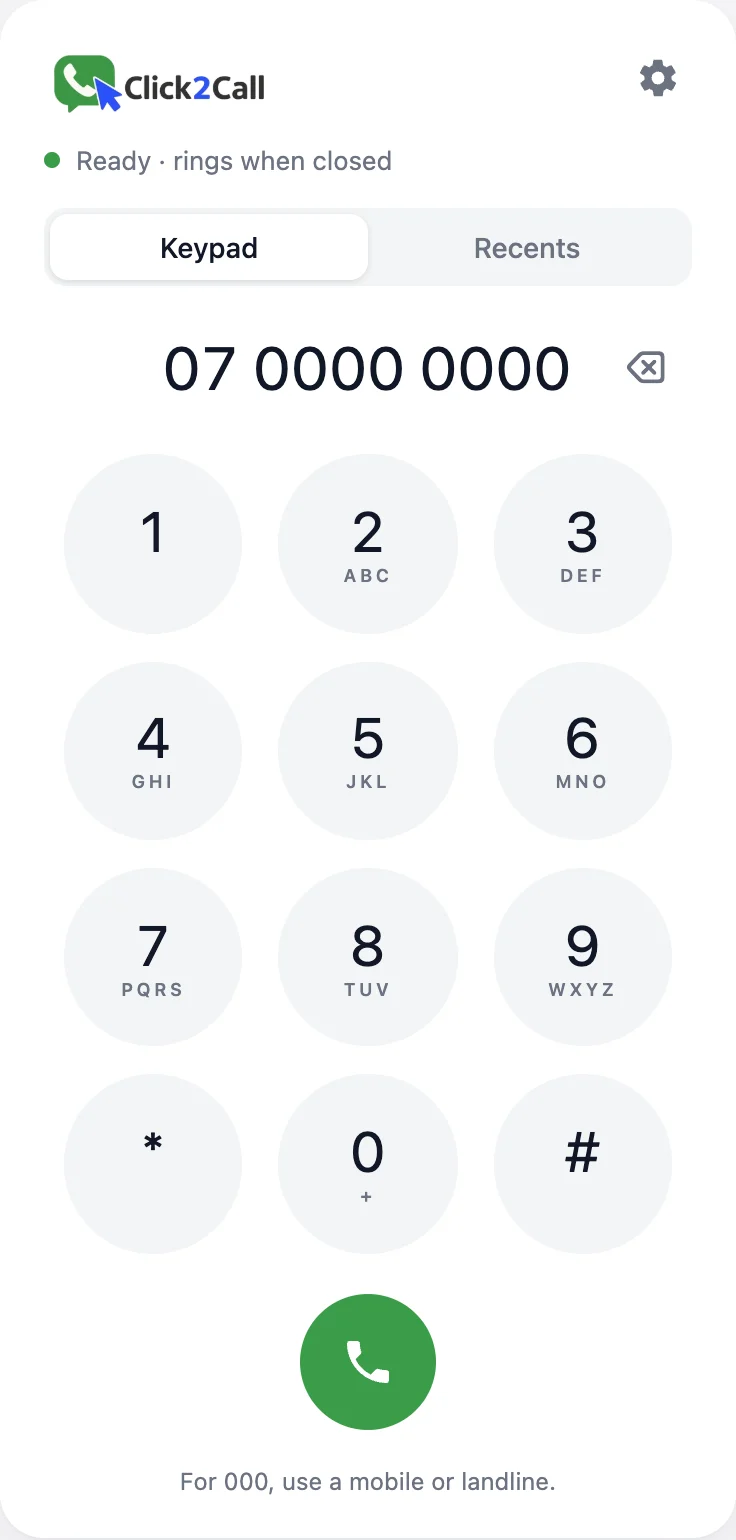 Click2Call
Ready · rings when closed
Keypad
Recents
07 0000 0000
1
2
ABC
3
DEF
4
GHI
5
JKL
6
MNO
7
PQRS
8
TUV
9
WXYZ
*
0
+
#
For 000, use a mobile or landline.